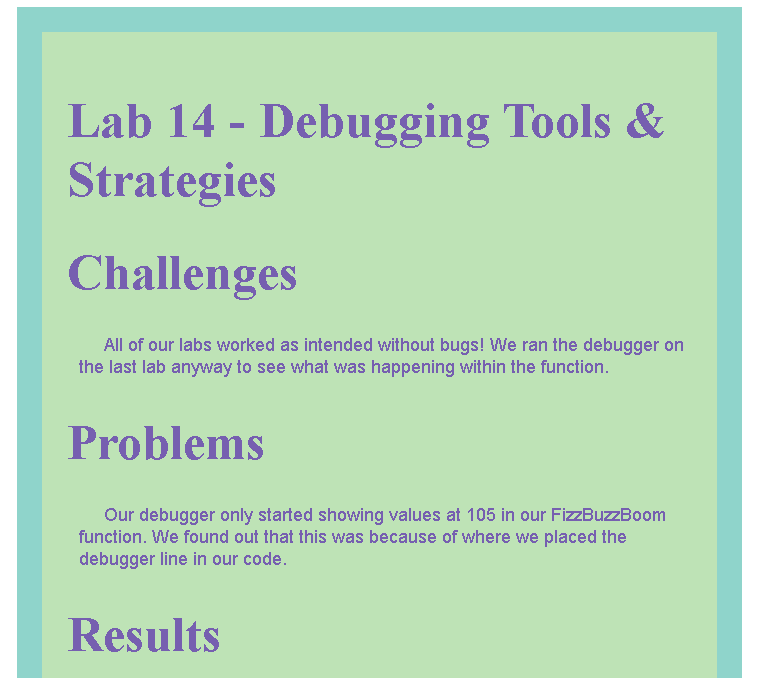 Lab 14 - Debugging Tools &
Strategies
Challenges
All of our labs worked as intended without bugs! We ran the debugger on
the last lab anyway to see what was happening within the function.
Problems
Our debugger only started showing values at 105 in our FizzBuzzBoom
function. We found out that this was because of where we placed the
debugger line in our code.
Results